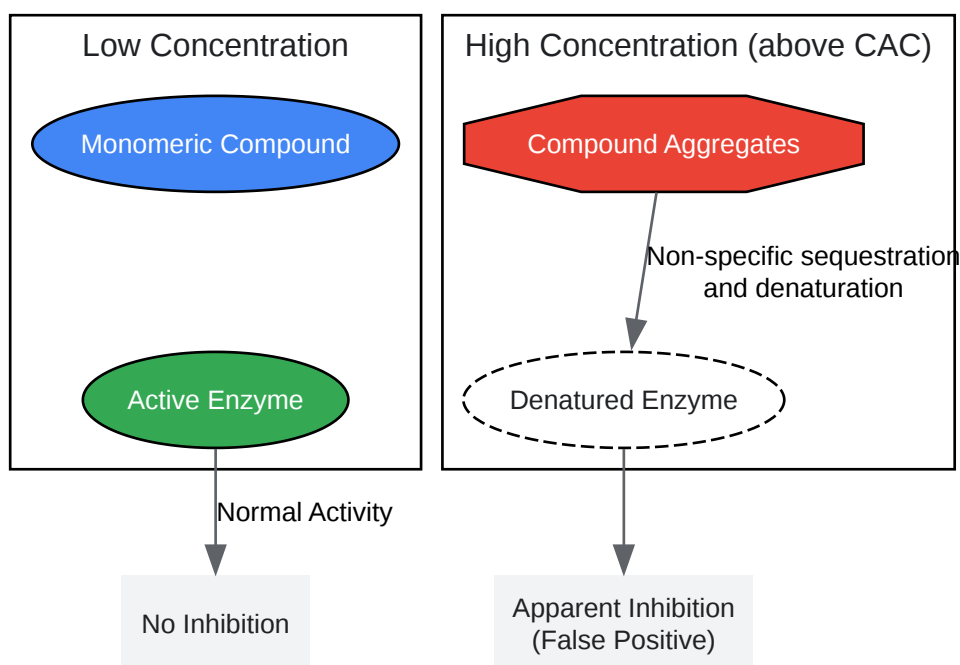 Low Concentration
Monomeric Compound
Active Enzyme
Normal Activity
No Inhibition
High Concentration (above CAC)
Compound Aggregates
Non-specific sequestration
and denaturation
Denatured Enzyme
Apparent Inhibition
(False Positive)